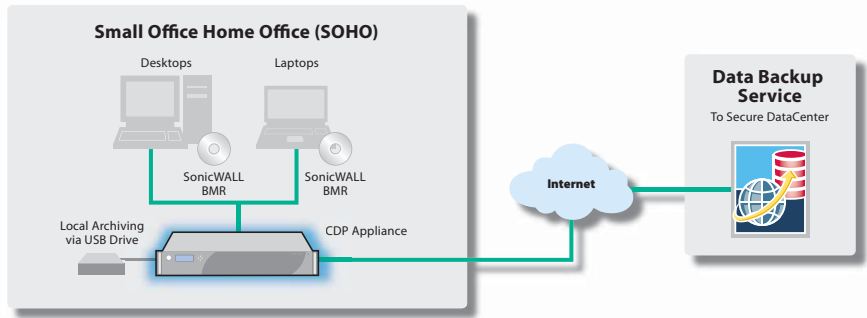 Small Office Home Office (SOHO)
Desktops
Laptops
SonicWALL
BMR
SonicWALL
BMR
Local Archiving
via USB Drive
CDP Appliance
Internet
Data Backup
Service
To Secure DataCenter